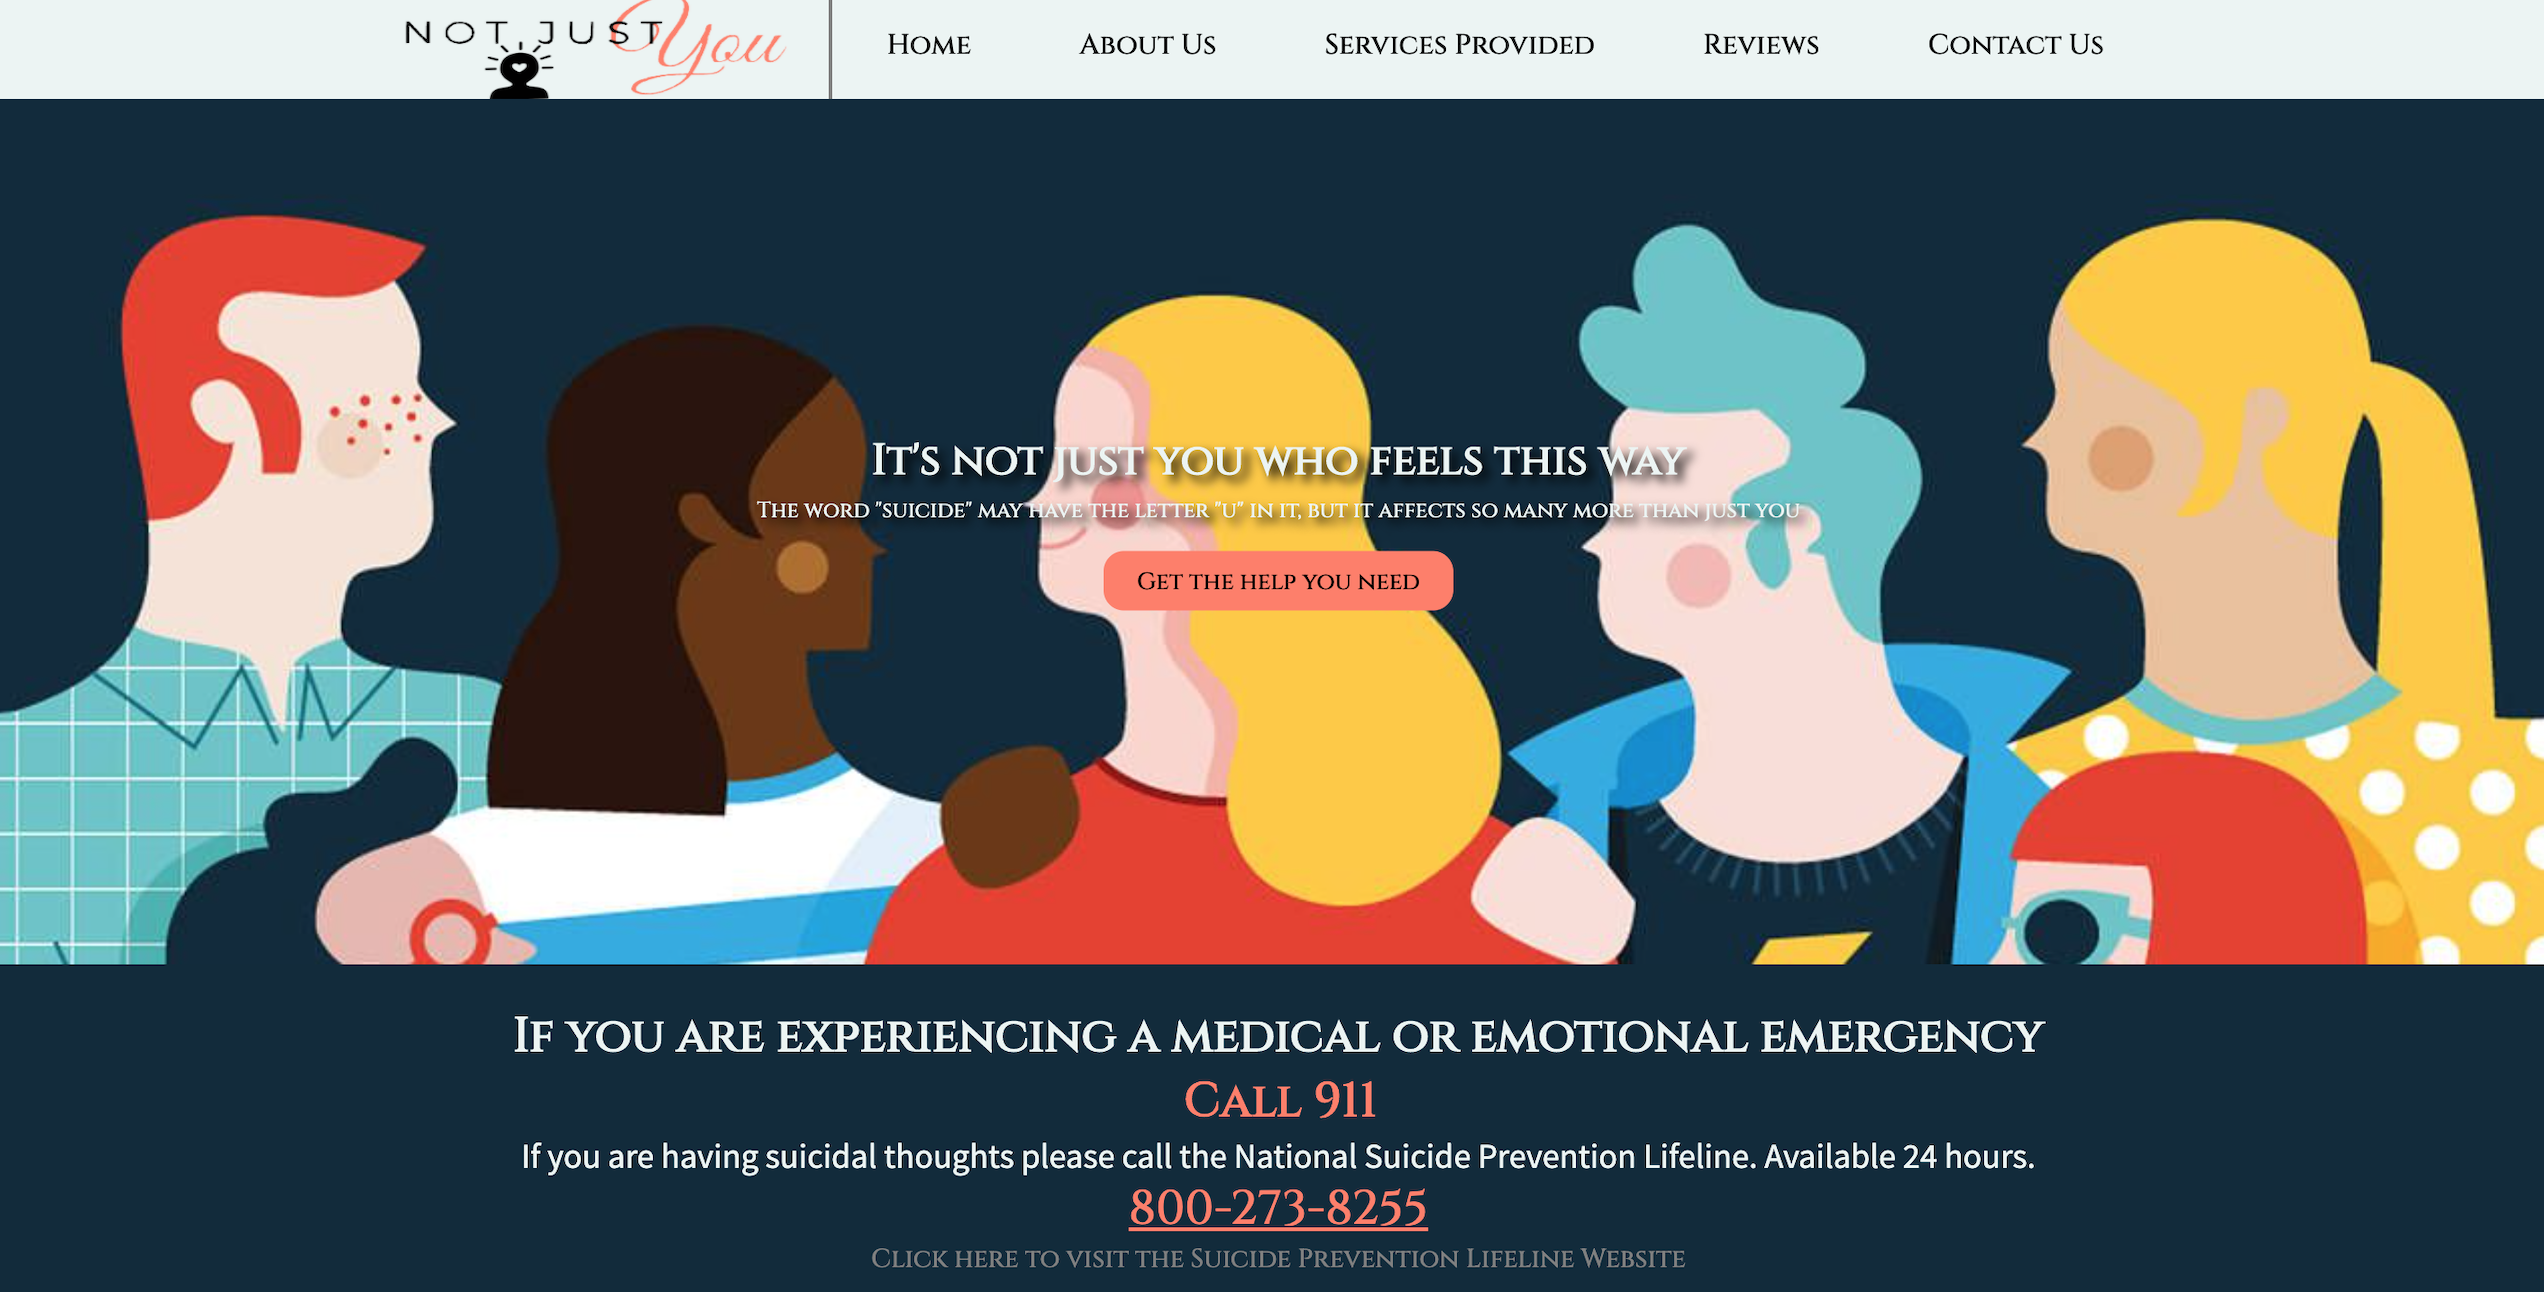 NOT JUST You
Home
About Us
Services Provided
Reviews
Contact Us
It's not just you who feels this way
The word "suicide" may have the letter "u" in it, but it affects so many more than just you
Get the help you need
If you are experiencing a medical or emotional emergency
Call 911
If you are having suicidal thoughts please call the National Suicide Prevention Lifeline. Available 24 hours.
800-273-8255
Click here to visit the Suicide Prevention Lifeline Website